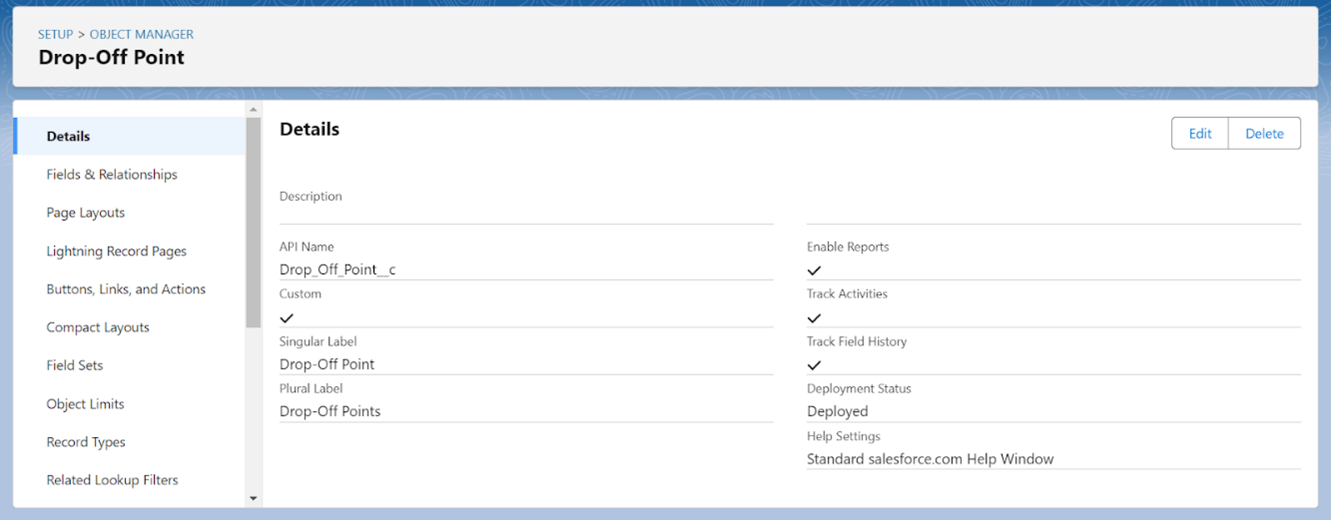 SETUP > OBJECT MANAGER
Drop-Off Point
Details
Fields & Relationships
Page Layouts
Lightning Record Pages
Buttons, Links, and Actions
Compact Layouts
Field Sets
Object Limits
Record Types
Related Lookup Filters
Details
Edit
Delete
Description
API Name
Drop_Off_Point__c
Custom
Singular Label
Drop-Off Point
Plural Label
Drop-Off Points
Enable Reports
Track Activities
Track Field History
Deployment Status
Deployed
Help Settings
Standard salesforce.com Help Window